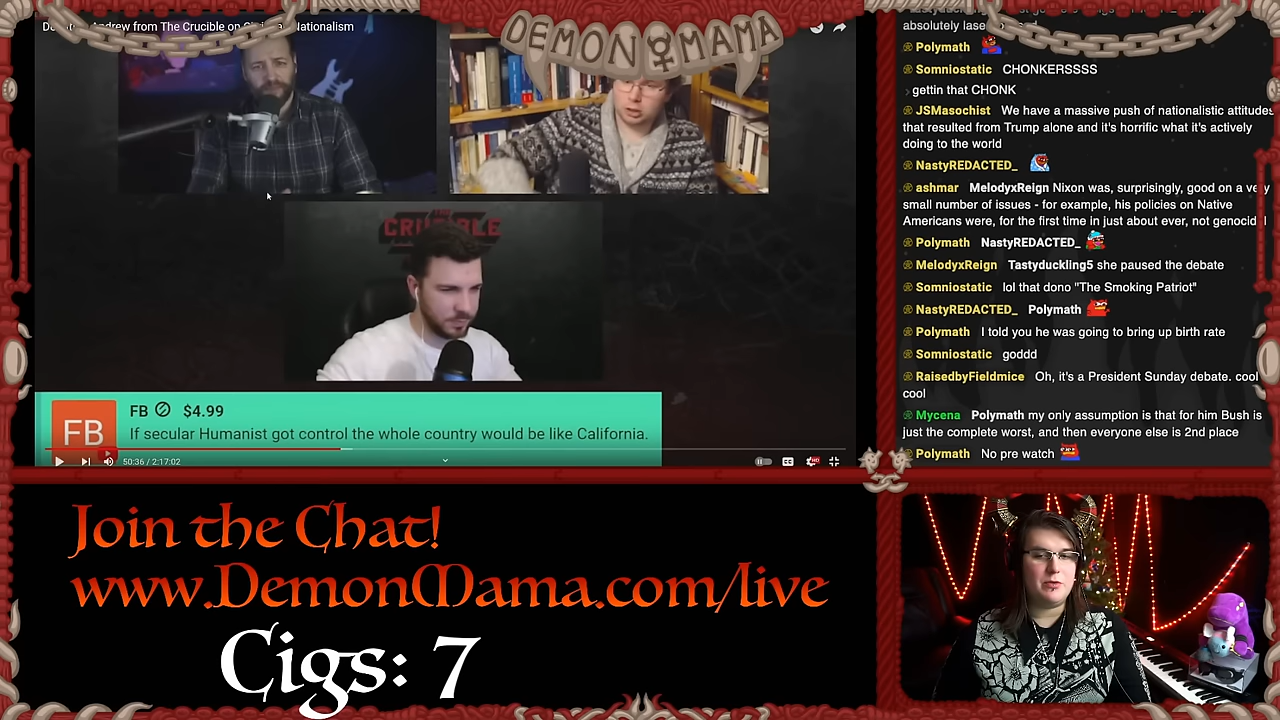 Andrew from The Crucible on
ationalism
DEMON MAMA
THE
CRUCIBLE
FB $4.99
FB
If secular Humanist got control the whole country would be like California.
50:36 / 2:17:02
CC
HD
absolutely lase
Polymath
Somniostatic CHONKERSSSS
gettin that CHONK
JSMasochist We have a massive push of nationalistic attitudes
that resulted from Trump alone and it's horrific what it's actively
doing to the world
NastyREDACTED_
ashmar MelodyxReign Nixon was, surprisingly, good on a very
small number of issues - for example, his policies on Native
Americans were, for the first time in just about ever, not genocid
Polymath NastyREDACTED_
MelodyxReign Tastyduckling5 she paused the debate
Somniostatic lol that dono "The Smoking Patriot"
NastyREDACTED_ Polymath
Polymath I told you he was going to bring up birth rate
Somniostatic goddd
RaisedbyFieldmice Oh, it's a President Sunday debate. cool
cool
Mycena Polymath my only assumption is that for him Bush is
just the complete worst, and then everyone else is 2nd place
Polymath No pre watch
Join the Chat!
www.DemonMama.com/live
Cigs: 7